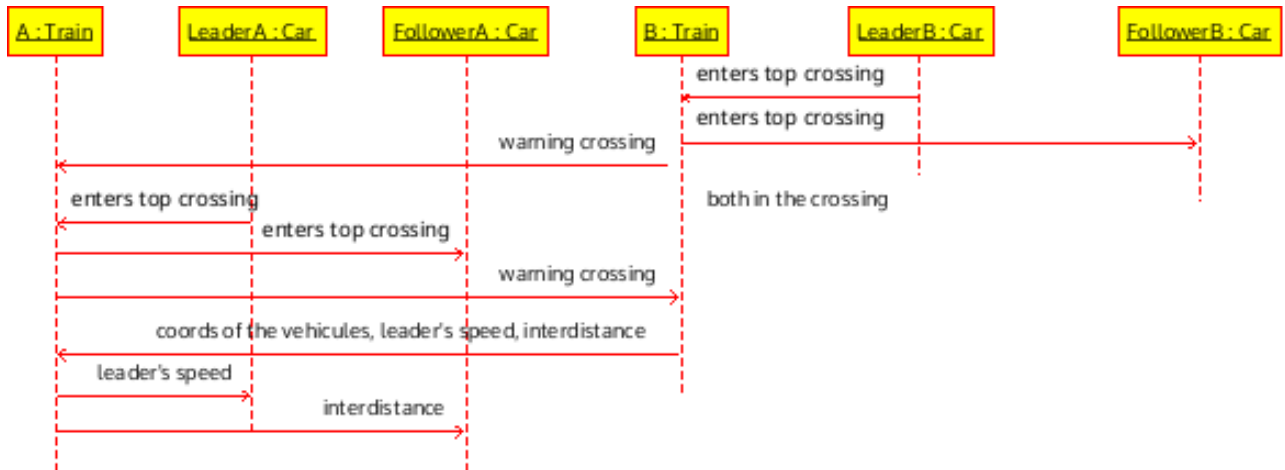 A : Train
LeaderA : Car
FollowerA : Car
B : Train
LeaderB : Car
FollowerB : Car
enters top crossing
enters top crossing
warning crossing
enters top crossing
both in the crossing
enters top crossing
warning crossing
coords of the vehicules, leader's speed, interdistance
leader's speed
interdistance